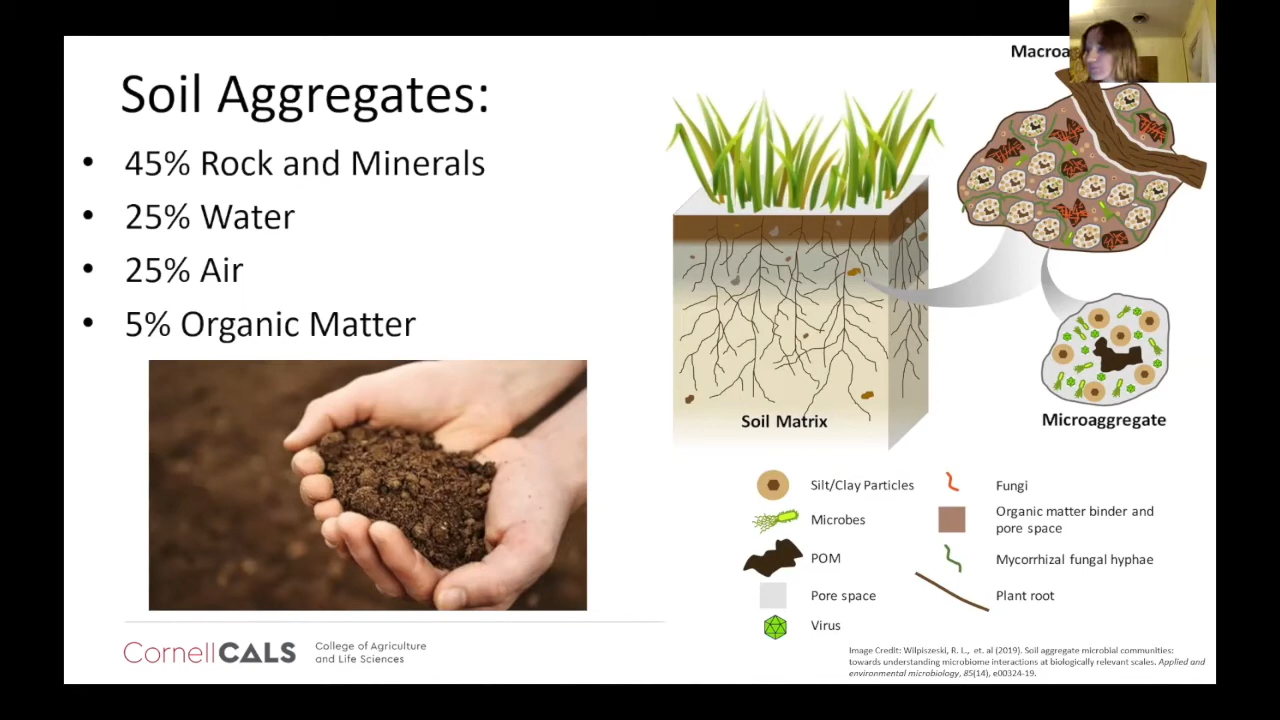 Soil Aggregates:
• 45% Rock and Minerals
• 25% Water
• 25% Air
• 5% Organic Matter
Macroa
Soil Matrix
Microaggregate
Silt/Clay Particles
Microbes
POM
Pore space
Virus
Fungi
Organic matter binder and
pore space
Mycorrhizal fungal hyphae
Plant root
CornellCALS
College of Agriculture
and Life Sciences
Image Credit: Wilpiszeski, R. L., et. al (2019). Soil aggregate microbial communities:
towards understanding microbiome interactions at biologically relevant scales. Applied and
environmental microbiology, 85(14), e00324-19.